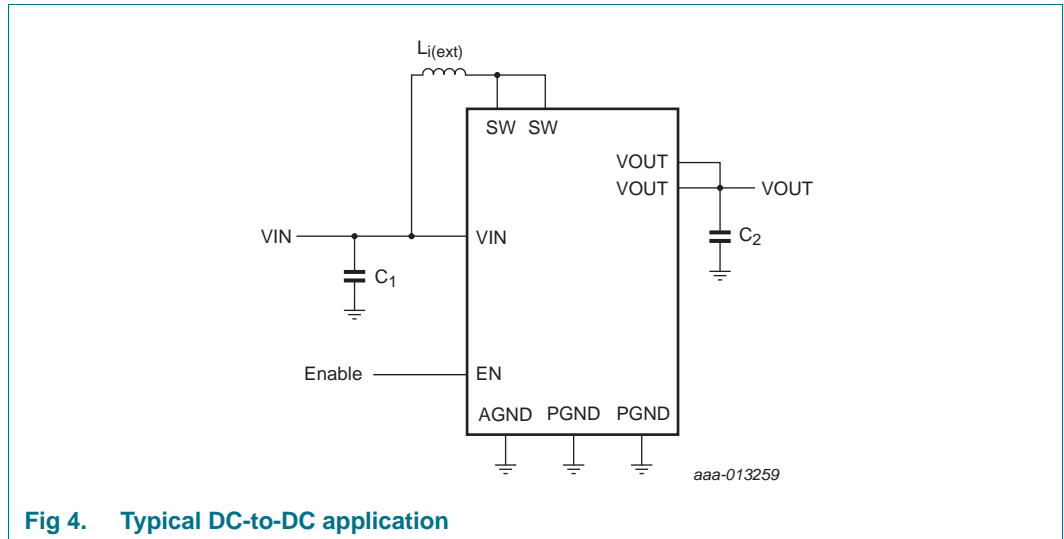 Li(ext)
SW SW
VOUT
VOUT VOUT
VIN VIN
C2
C1
Enable EN
AGND PGND PGND
aaa-013259
Fig 4. Typical DC-to-DC application